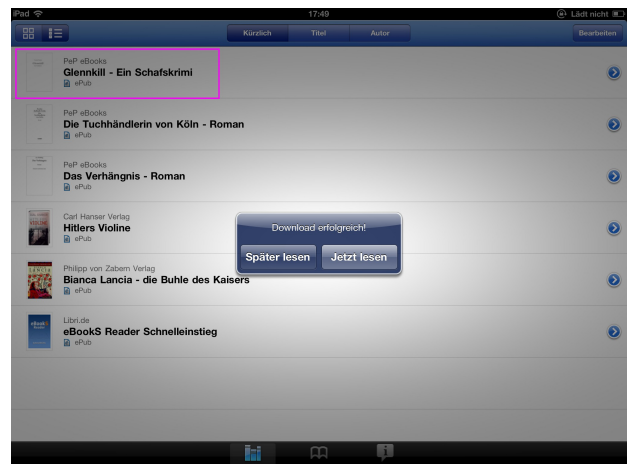 iPad
17:49
Lädt nicht
Kürzlich
Titel
Autor
Bearbeiten
PeP eBooks
Glennkill - Ein Schafskrimi
ePub
PeP eBooks
Die Tuchhändlerin von Köln - Roman
ePub
PeP eBooks
Das Verhängnis - Roman
ePub
Carl Hanser Verlag
Hitlers Violine
ePub
Download erfolgreich!
Später lesen
Jetzt lesen
Philipp von Zabern Verlag
Bianca Lancia - die Buhle des Kaisers
ePub
Libri.de
eBookS Reader Schnelleinstieg
ePub